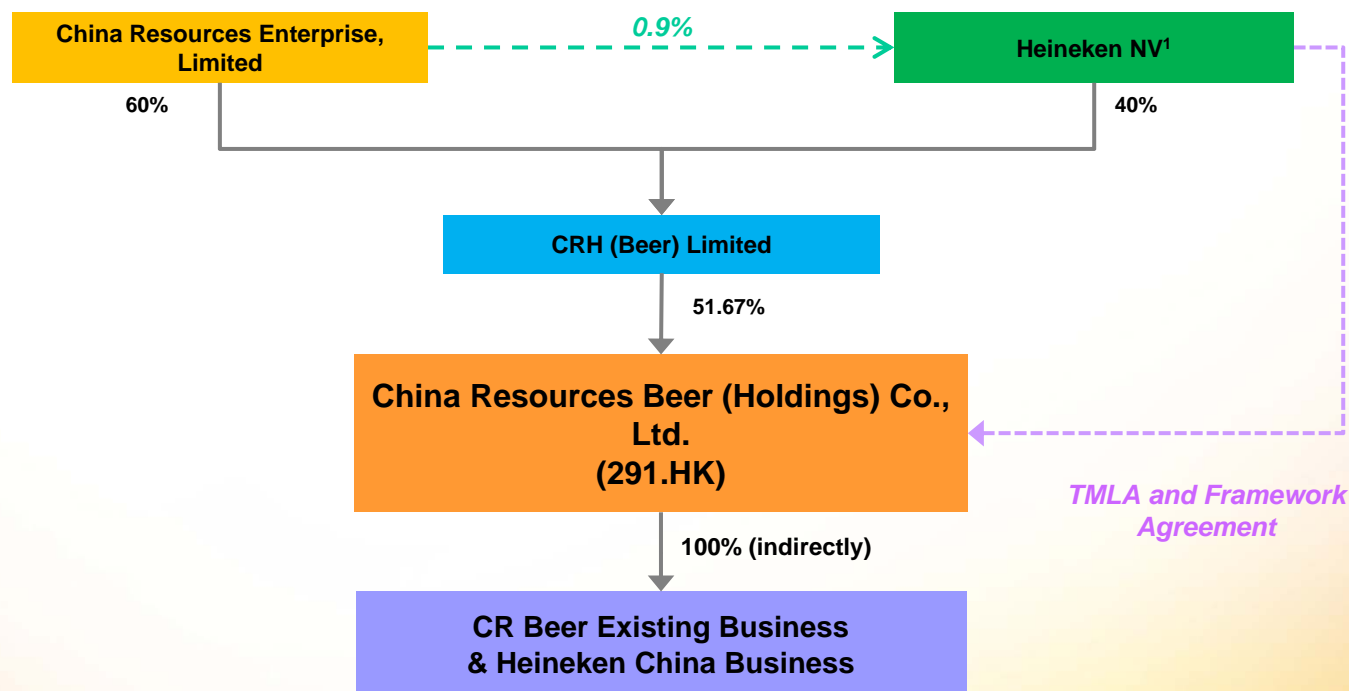 China Resources Enterprise,
Limited
0.9%
Heineken NV¹
60%
40%
CRH (Beer) Limited
51.67%
China Resources Beer (Holdings) Co.,
Ltd.
(291.HK)
TMLA and Framework
Agreement
100% (indirectly)
CR Beer Existing Business
& Heineken China Business